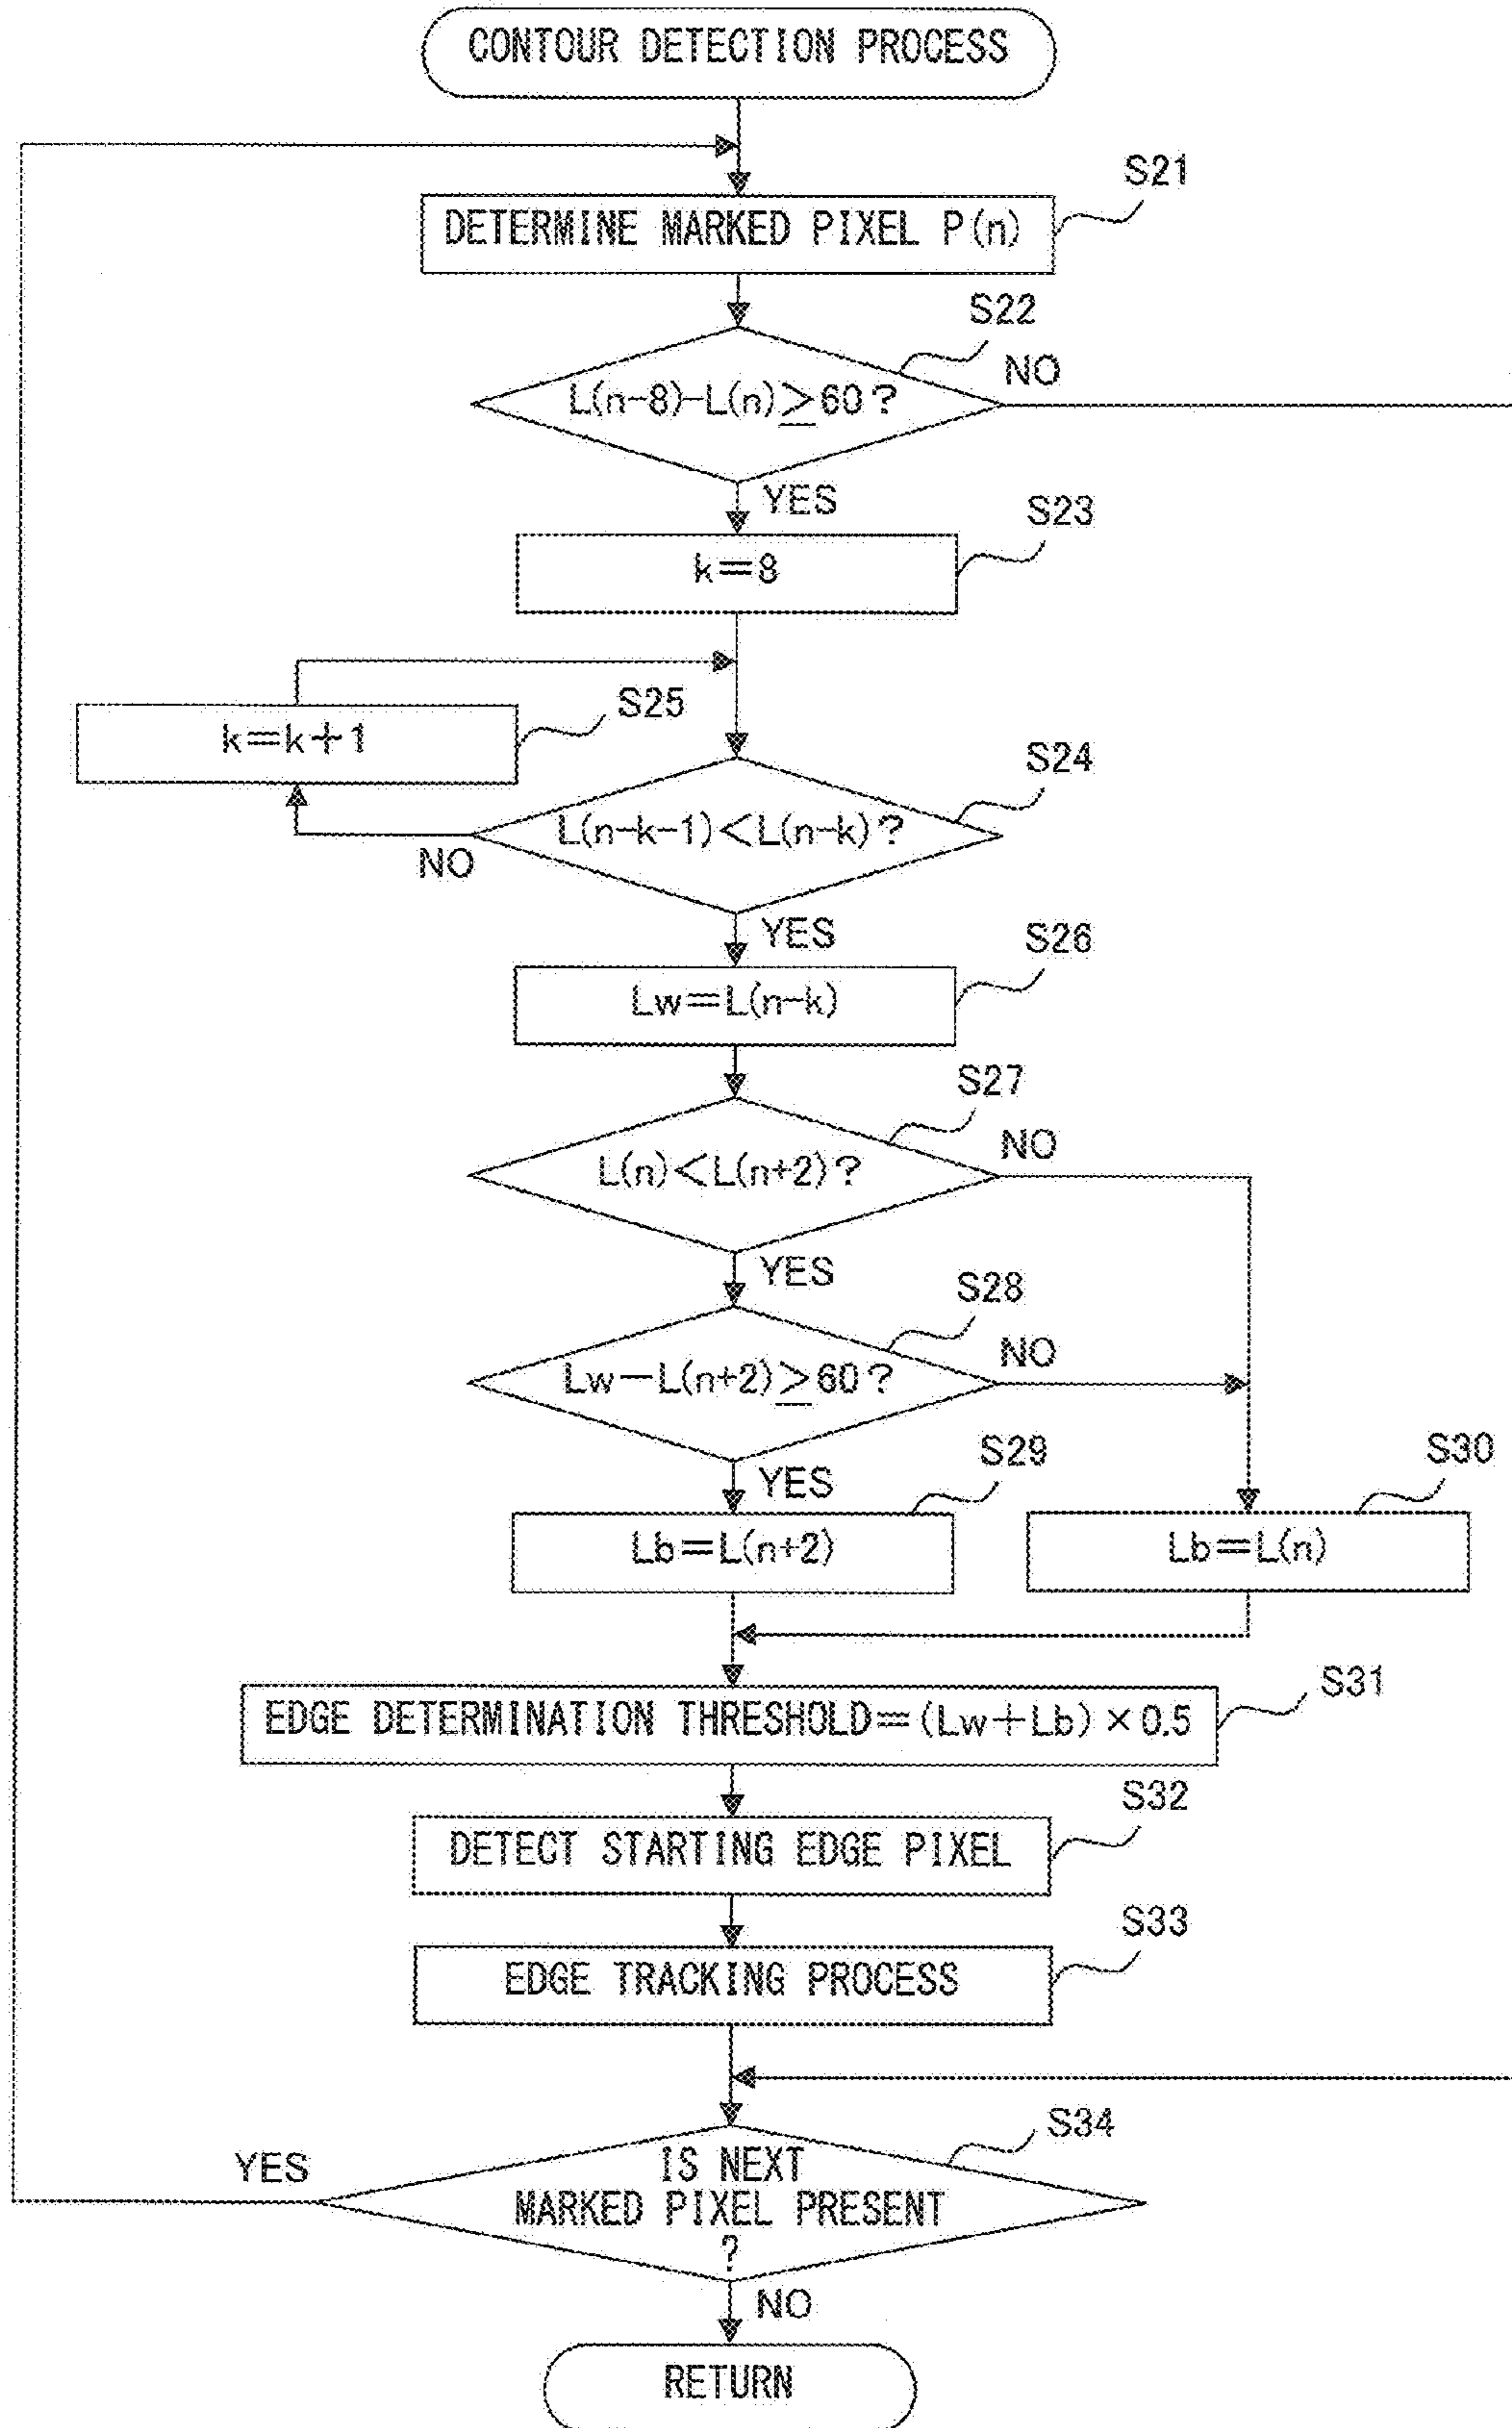 CONTOUR DETECTION PROCESS
S21
DETERMINE MARKED PIXEL P(n)
S22
L(n-8)-L(n)≧60?
NO
YES
S23
k=8
S25
k=k+1
S24
L(n-k-1)<L(n-k)?
NO
YES
S26
Lw=L(n-k)
S27
L(n)<L(n+2)?
NO
YES
S28
Lw-L(n+2)≧60?
NO
YES
S29
Lb=L(n+2)
S30
Lb=L(n)
S31
EDGE DETERMINATION THRESHOLD=(Lw+Lb)×0.5
S32
DETECT STARTING EDGE PIXEL
S33
EDGE TRACKING PROCESS
S34
YES
IS NEXT
MARKED PIXEL PRESENT
?
NO
RETURN